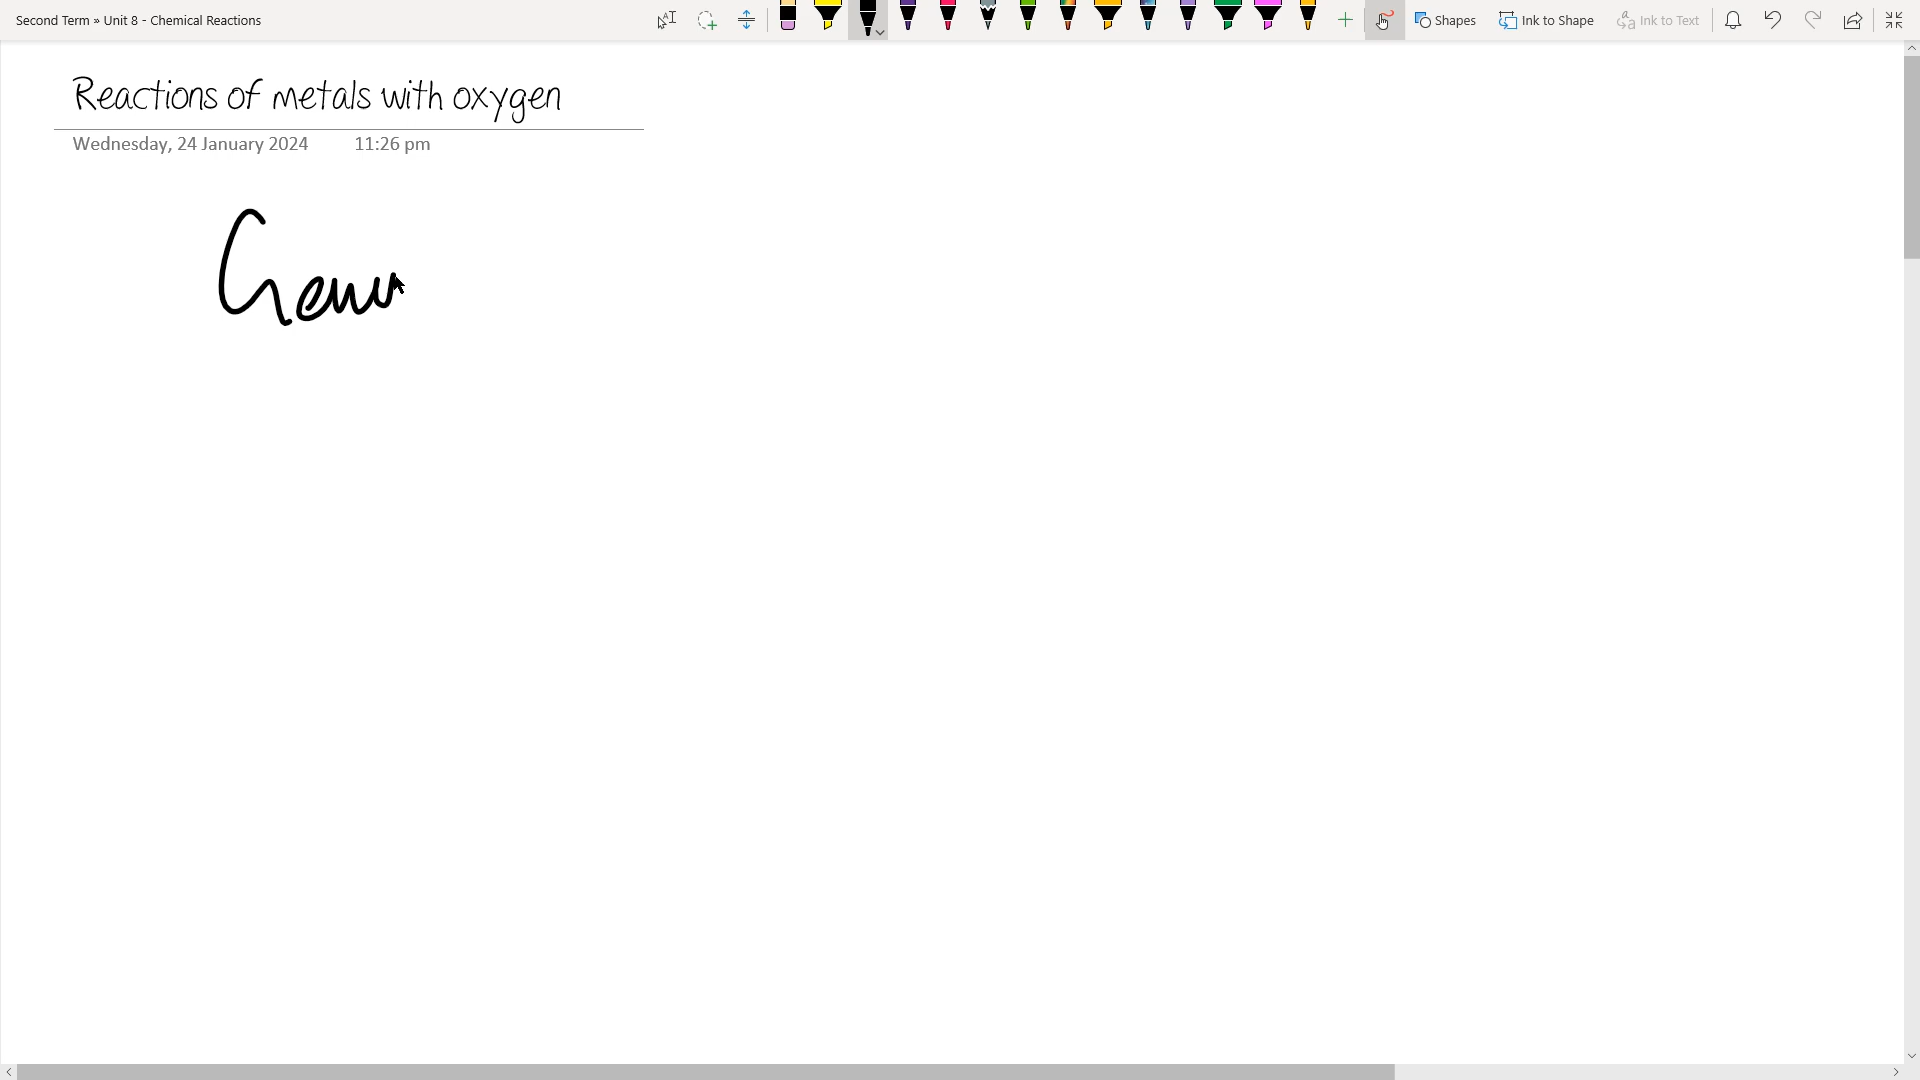 Second Term » Unit 8 - Chemical Reactions
Shapes
Ink to Shape
Ink to Text
Reactions of metals with oxygen
Wednesday, 24 January 2024 11:26 pm